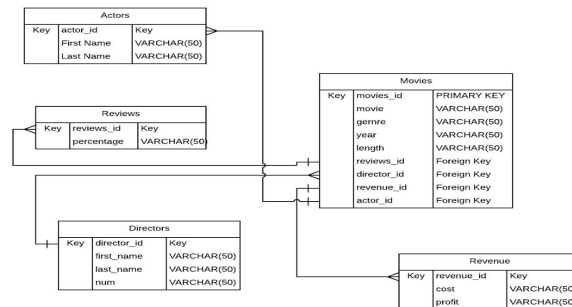 Actors
Key actor_id Key
First Name VARCHAR(50)
Last Name VARCHAR(50)
Movies
Key movies_id PRIMARY KEY
movie VARCHAR(50)
gernre VARCHAR(50)
year VARCHAR(50)
length VARCHAR(50)
reviews_id Foreign Key
director_id Foreign Key
revenue_id Foreign Key
actor_id Foreign Key
Reviews
Key reviews_id Key
percentage VARCHAR(50)
Directors
Key director_id Key
first_name VARCHAR(50)
last_name VARCHAR(50)
num VARCHAR(50)
Revenue
Key revenue_id Key
cost VARCHAR(50)
profit VARCHAR(50)